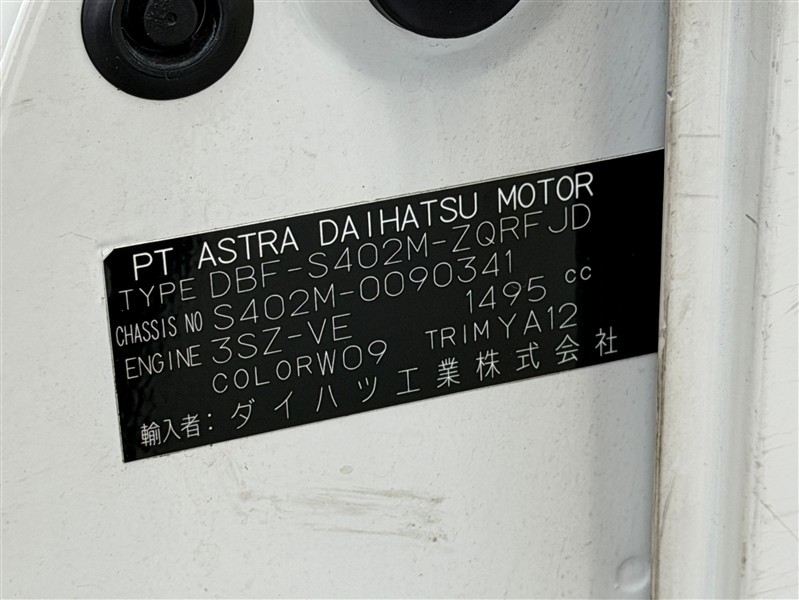 PT ASTRA DAIHATSU MOTOR
TYPE DBF-S402M-ZQRFJD
CHASSIS NO S402M-0090341
ENGINE 3SZ-VE 1495 cc
COLOR W09 TRIM YA12
輸入者: ダイハツ工業株式会社